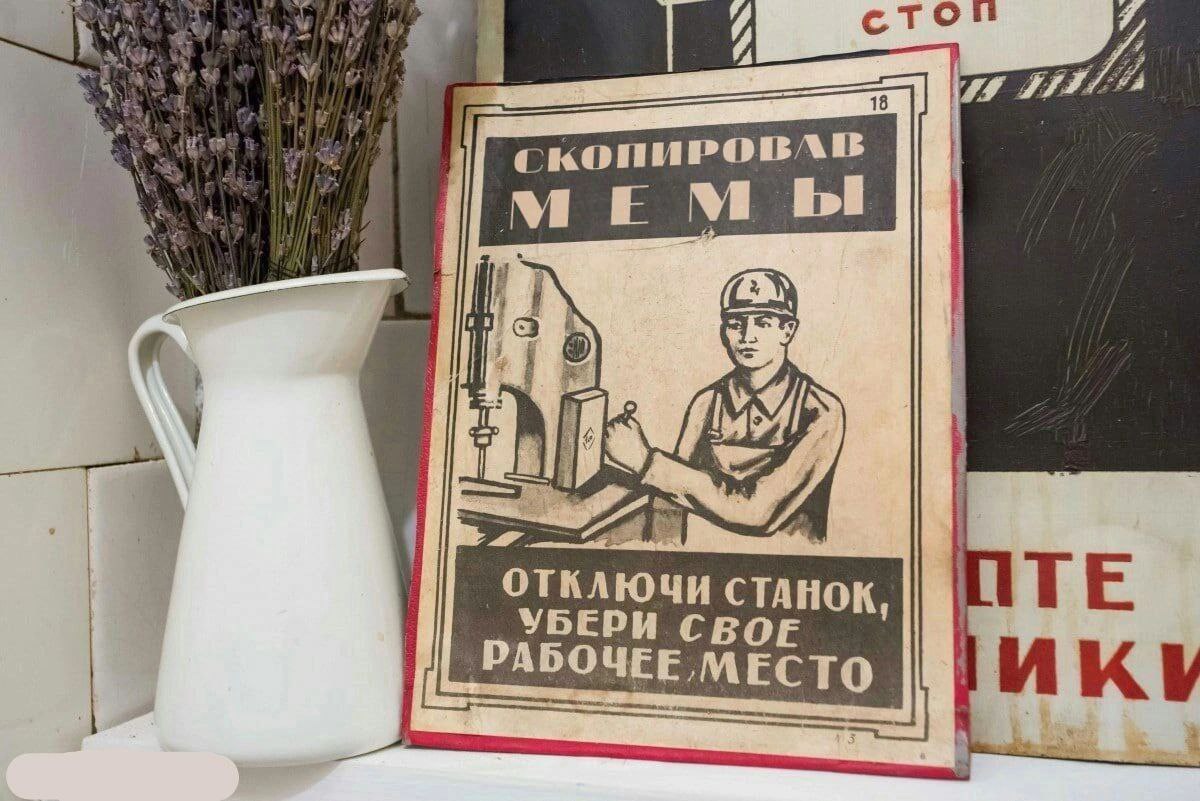 СТОП
18
СКОПИРОВАВ
МЕМЫ
ОТКЛЮЧИ СТАНОК,
УБЕРИ СВОЕ
РАБОЧЕЕ МЕСТО
ПТЕ
ИКИ